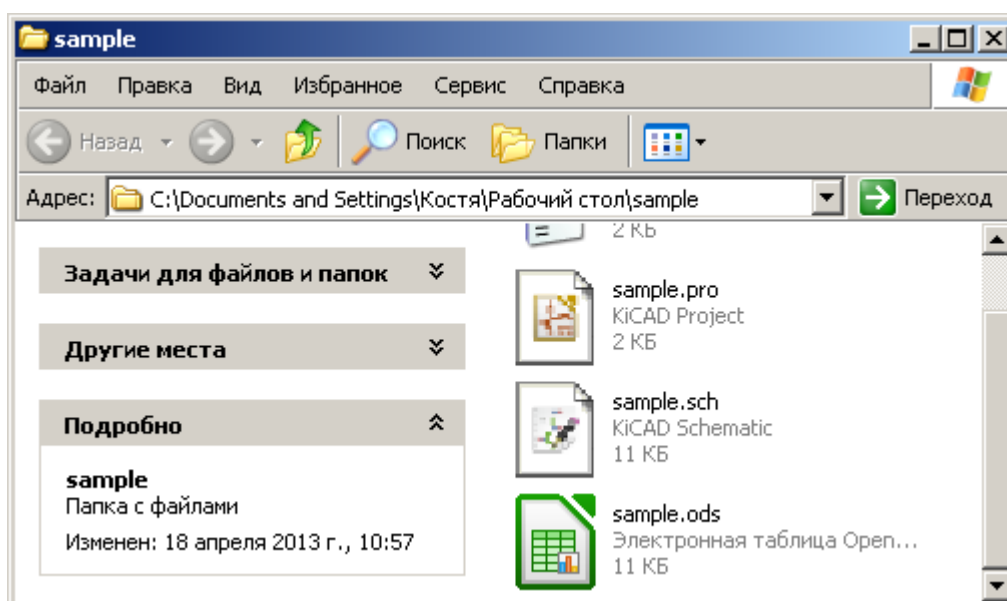 sample
Файл Правка Вид Избранное Сервис Справка
Назад Поиск Папки
Адрес: C:\Documents and Settings\Костя\Рабочий стол\sample Переход
Задачи для файлов и папок
Другие места
Подробно
sample
Папка с файлами
Изменен: 18 апреля 2013 г., 10:57
2 КБ
sample.pro
KiCAD Project
2 КБ
sample.sch
KiCAD Schematic
11 КБ
sample.ods
Электронная таблица Open...
11 КБ